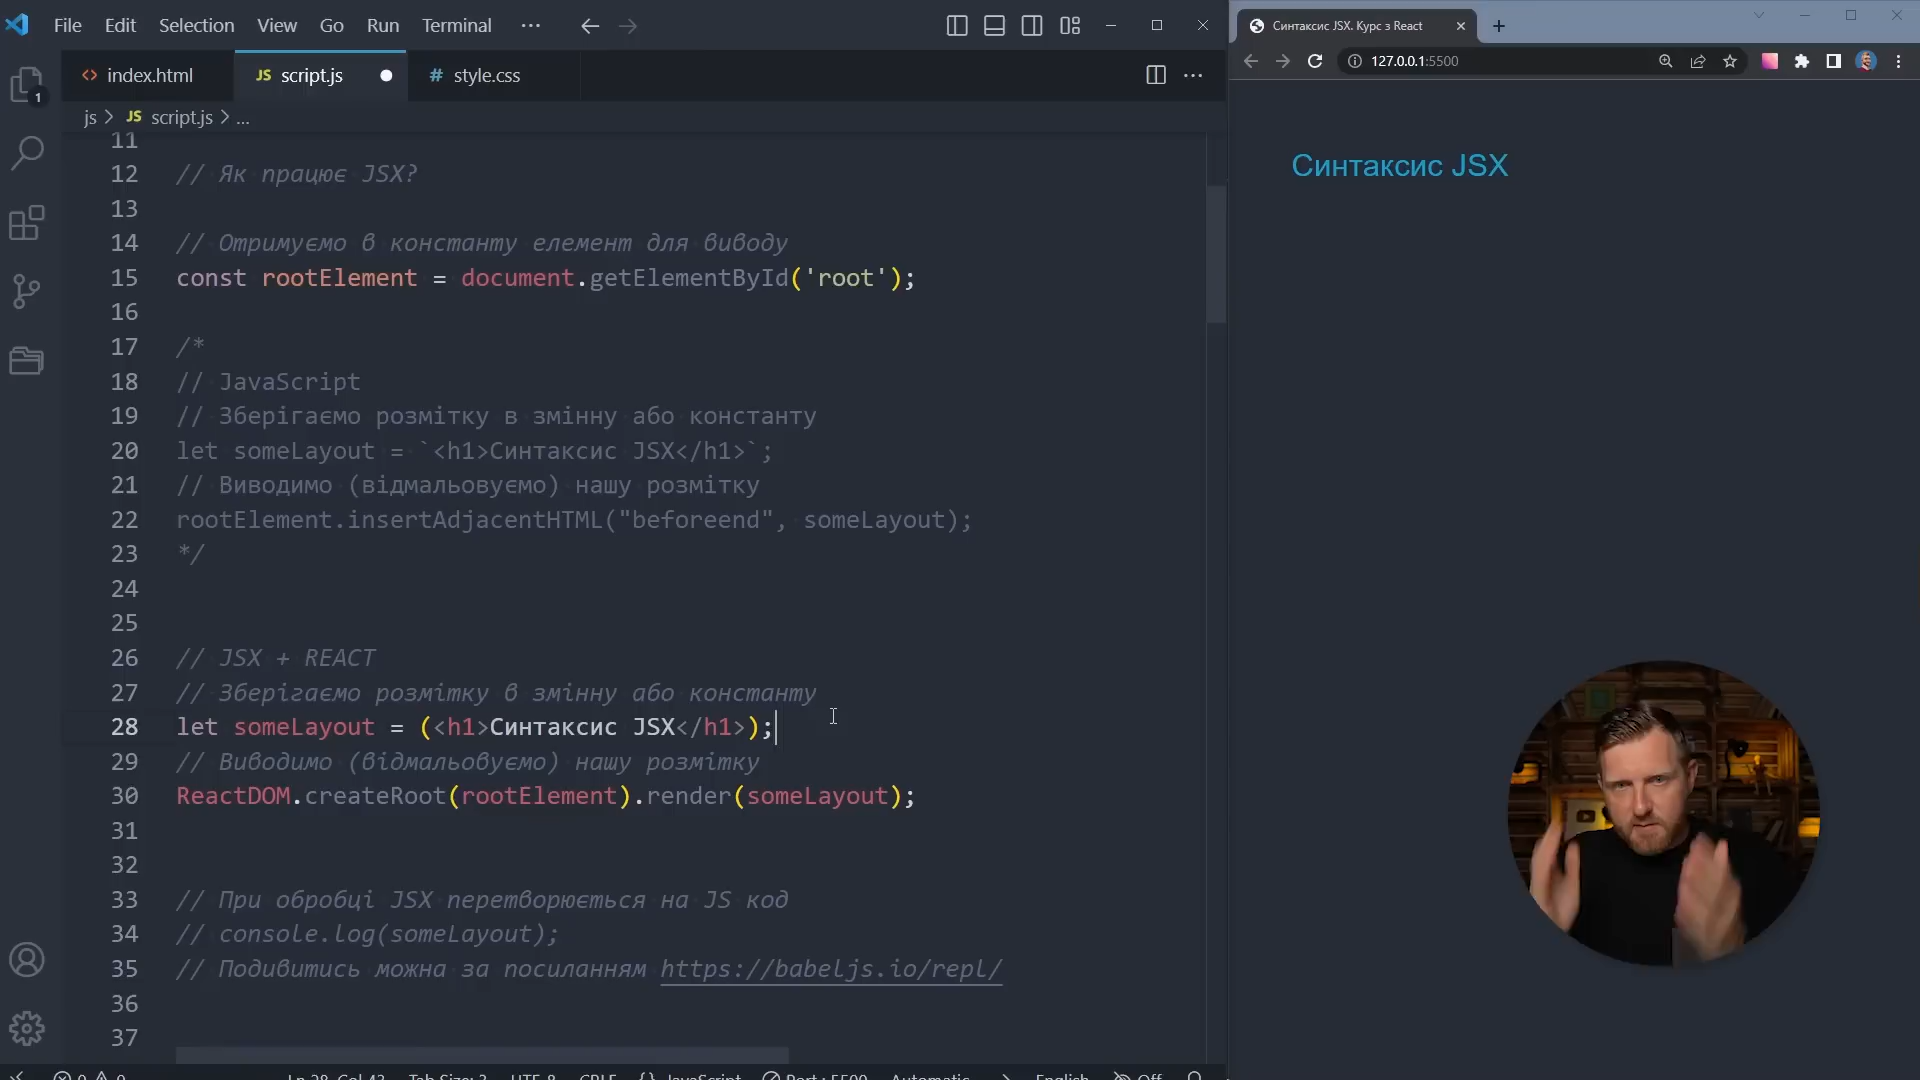 File Edit Selection View Go Run Terminal ···
index.html
JS script.js
# style.css
js > JS script.js > ...
11
12 // Як працює JSX?
13
14 // Отримуємо в константу елемент для виводу
15 const rootElement = document.getElementById('root');
16
17 /*
18 // JavaScript
19 // Зберігаємо розмітку в змінну або константу
20 let someLayout = `<h1>Синтаксис JSX</h1>`;
21 // Виводимо (відмальовуємо) нашу розмітку
22 rootElement.insertAdjacentHTML("beforeend", someLayout);
23 */
24
25
26 // JSX + REACT
27 // Зберігаємо розмітку в змінну або константу
28 let someLayout = (<h1>Синтаксис JSX</h1>);
29 // Виводимо (відмальовуємо) нашу розмітку
30 ReactDOM.createRoot(rootElement).render(someLayout);
31
32
33 // При обробці JSX перетворюється на JS код
34 // console.log(someLayout);
35 // Подивитись можна за посиланням https://babeljs.io/repl/
36
37
1
0 0 Ln 28, Col 43 Tab Size: 3 UTF-8 CRLF {} JavaScript Port : 5500 Automatic English Off
Синтаксис JSX. Курс з React
127.0.0.1:5500
Синтаксис JSX